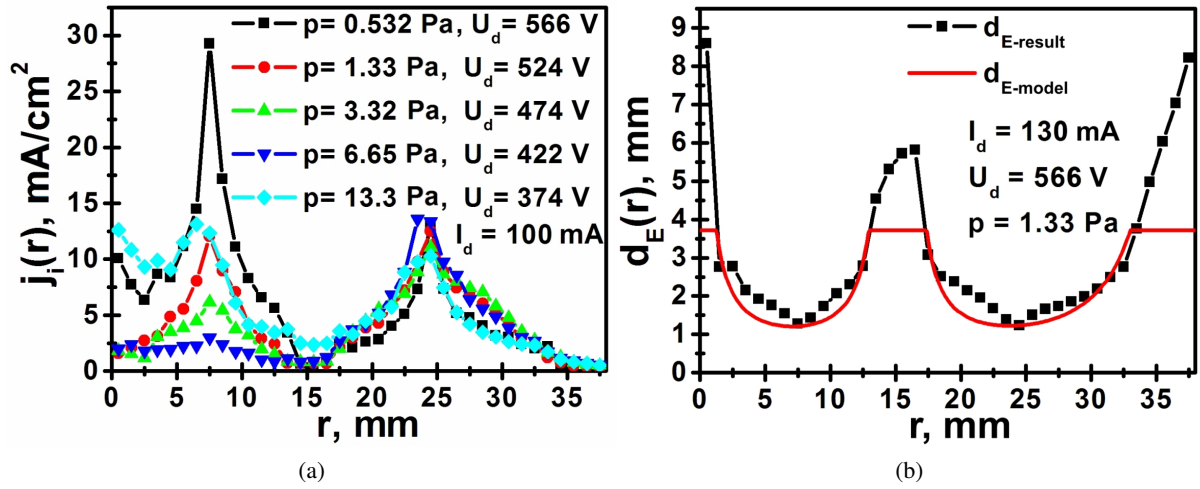 p= 0.532 Pa, U_d= 566 V
p= 1.33 Pa, U_d= 524 V
p= 3.32 Pa, U_d= 474 V
p= 6.65 Pa, U_d= 422 V
p= 13.3 Pa, U_d= 374 V
I_d = 100 mA
j_i(r), mA/cm^2
30
25
20
15
10
5
0
0 5 10 15 20 25 30 35
r, mm
(a)
d_E-result
d_E-model
I_d = 130 mA
U_d = 566 V
p = 1.33 Pa
d_E(r), mm
9
8
7
6
5
4
3
2
1
0
0 5 10 15 20 25 30 35
r, mm
(b)